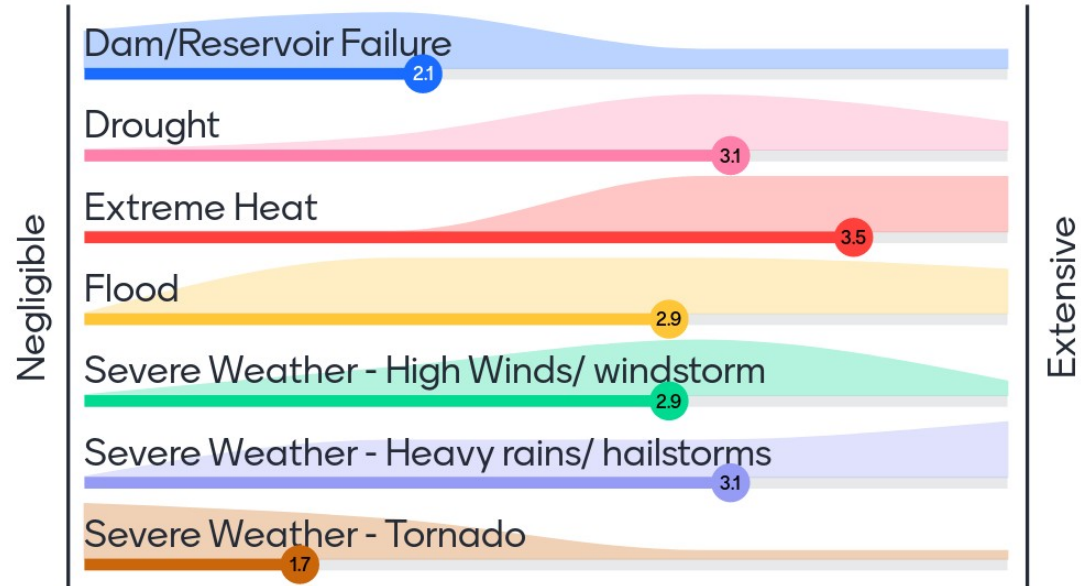 Dam/Reservoir Failure
2.1
Drought
3.1
Extreme Heat
3.5
Negligible
Extensive
Flood
2.9
Severe Weather - High Winds/ windstorm
2.9
Severe Weather - Heavy rains/ hailstorms
3.1
Severe Weather - Tornado
1.7